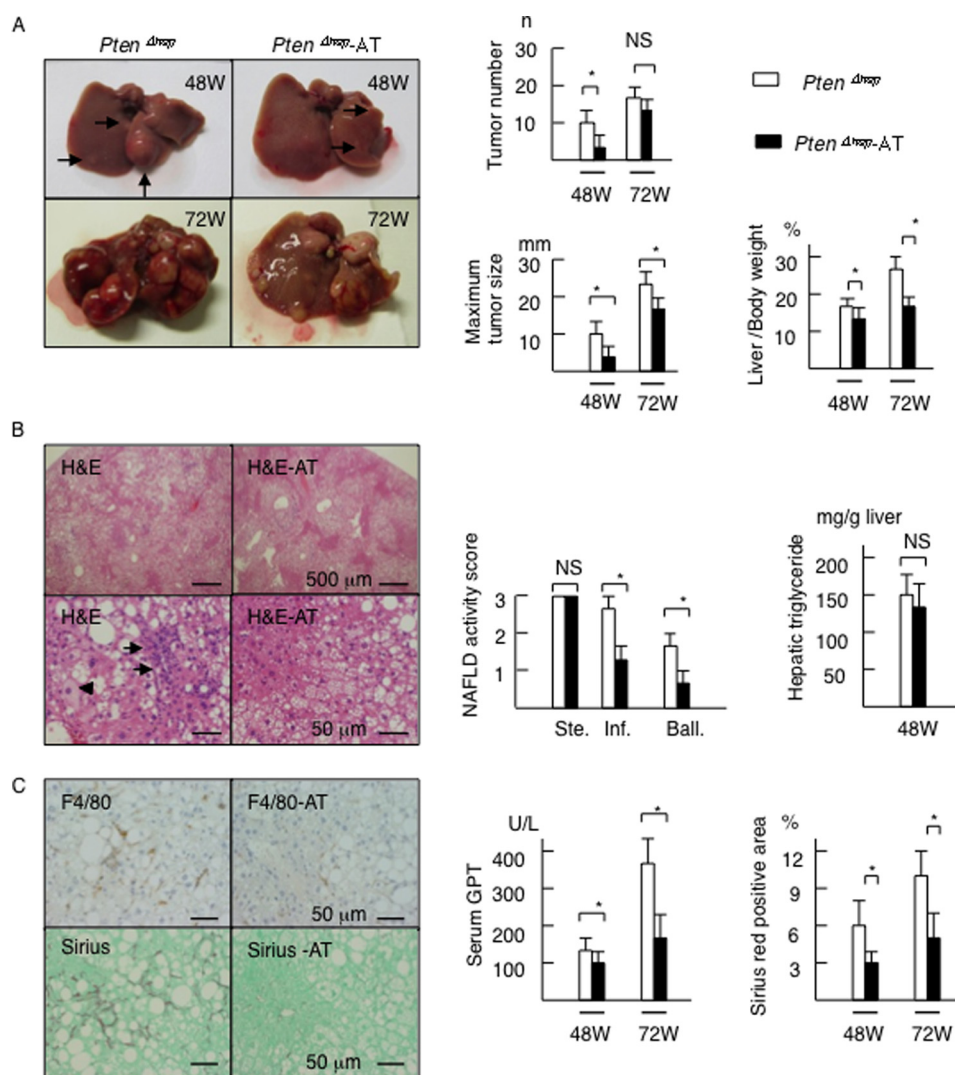 A
Pten
Pten -AT
48W
48W
72W
72W
n
Tumor number
30
20
10
NS
*
48W
72W
Pten
Pten -AT
mm
Maximum
tumor size
30
20
10
*
*
48W
72W
%
Liver /Body weight
30
20
10
*
*
48W
72W
B
H&E
H&E-AT
500 µm
H&E
H&E-AT
50 µm
NAFLD activity score
3
2
1
NS
*
*
Ste.
Inf.
Ball.
mg/g liver
Hepatic triglyceride
200
150
100
50
NS
48W
C
F4/80
F4/80-AT
50 µm
Sirius
Sirius -AT
50 µm
U/L
Serum GPT
400
300
200
100
*
*
48W
72W
%
Sirius red positive area
12
9
6
3
*
*
48W
72W